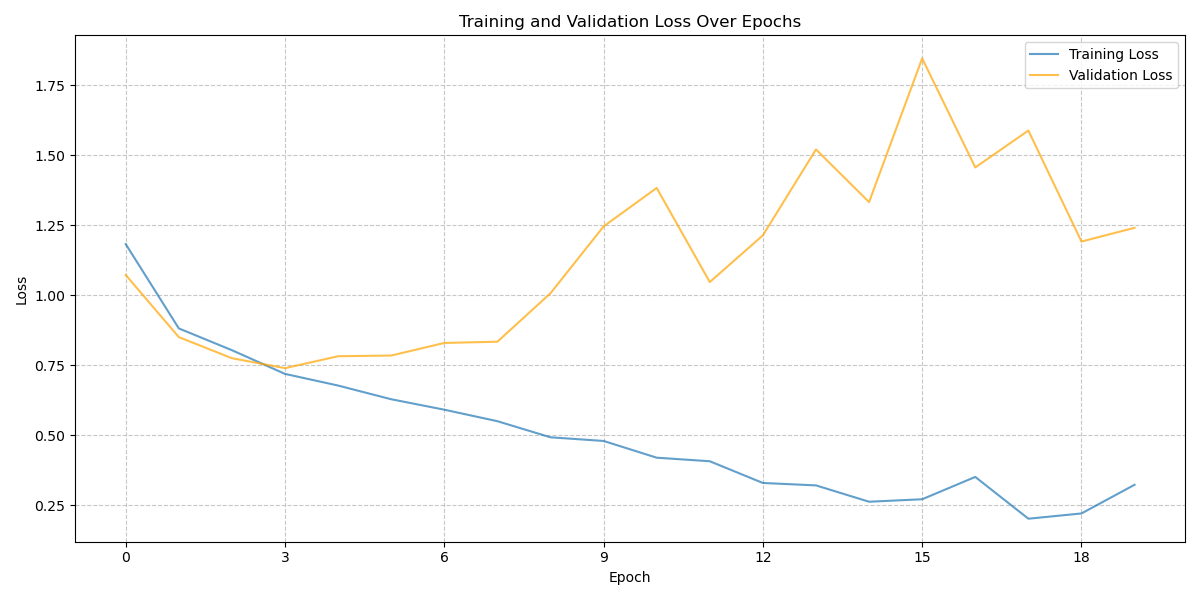 Training and Validation Loss Over Epochs
Training Loss
Validation Loss
1.75
1.50
1.25
1.00
0.75
0.50
0.25
Loss
0 3 6 9 12 15 18
Epoch